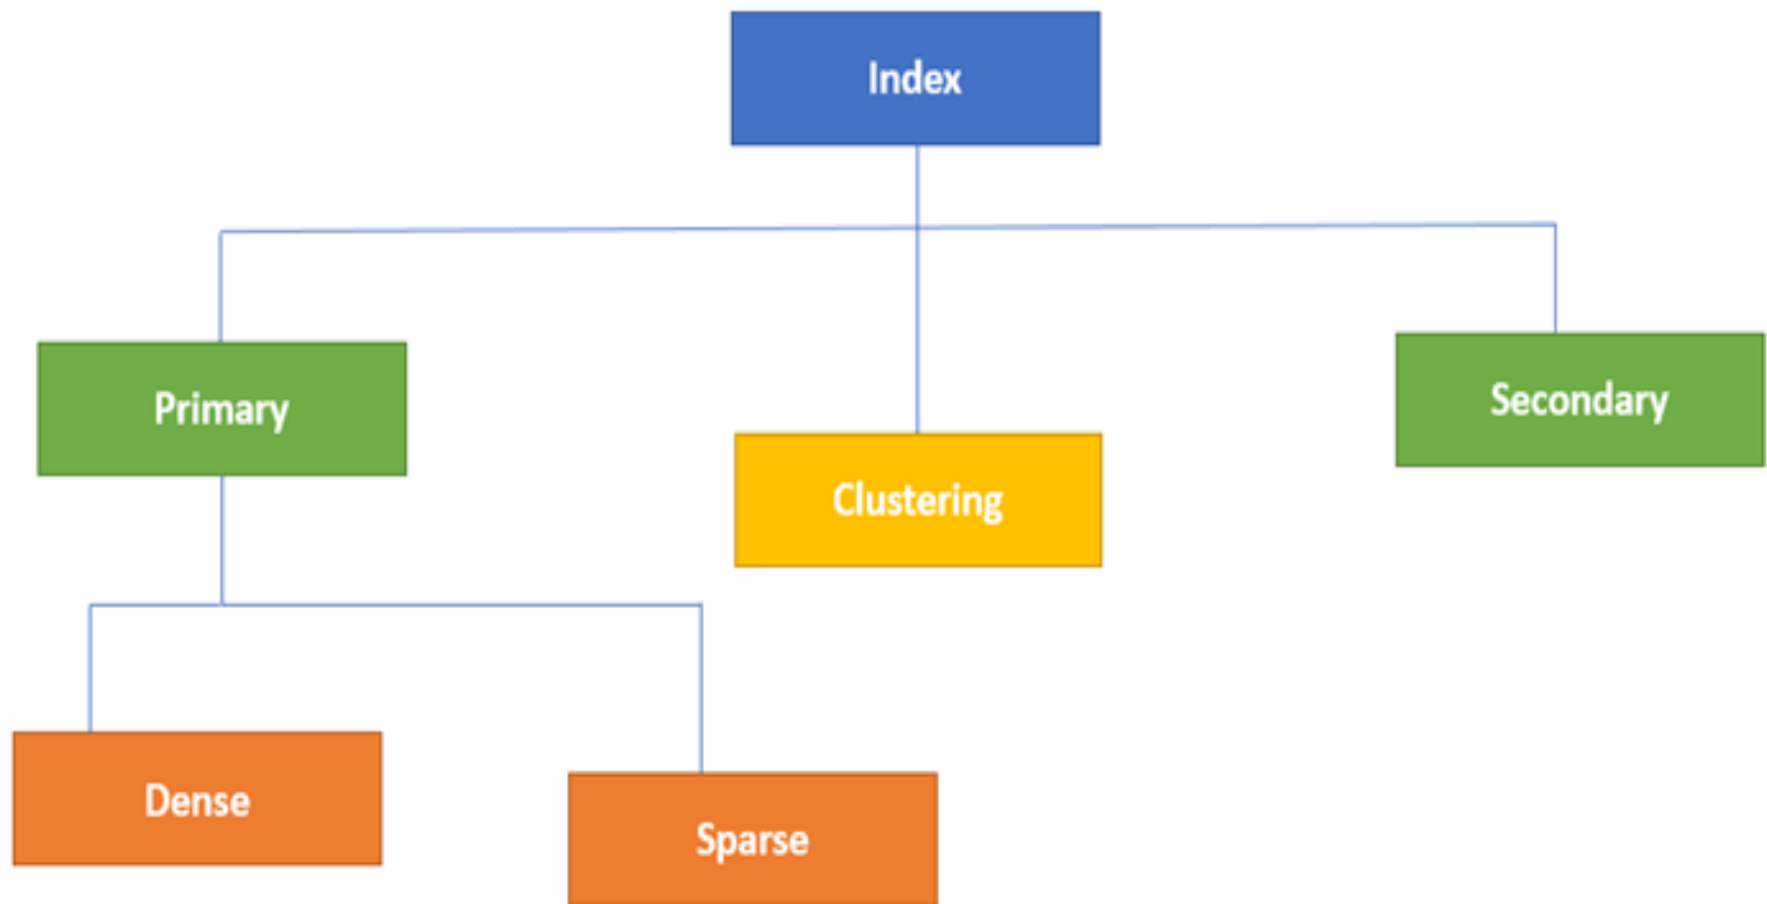 Index
Primary
Secondary
Clustering
Dense
Sparse